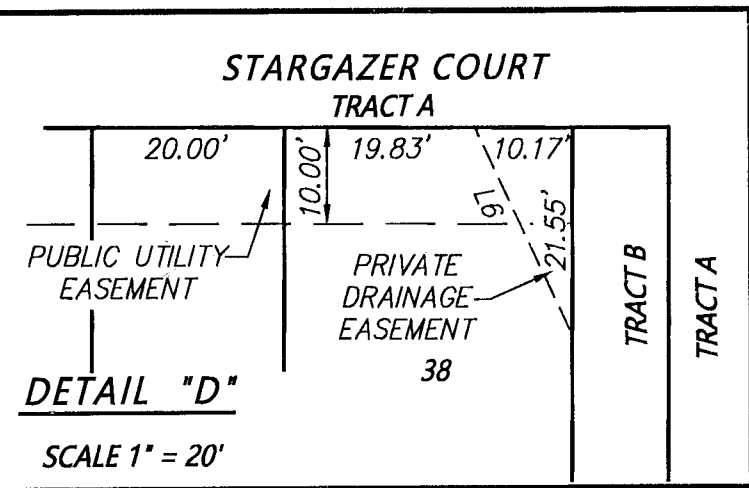 STARGAZER COURT
TRACT A
20.00'
10.00'
19.83'
10.17'
L6
21.55'
PUBLIC UTILITY
EASEMENT
PRIVATE
DRAINAGE
EASEMENT
38
TRACT B
TRACT A
DETAIL "D"
SCALE 1" = 20'